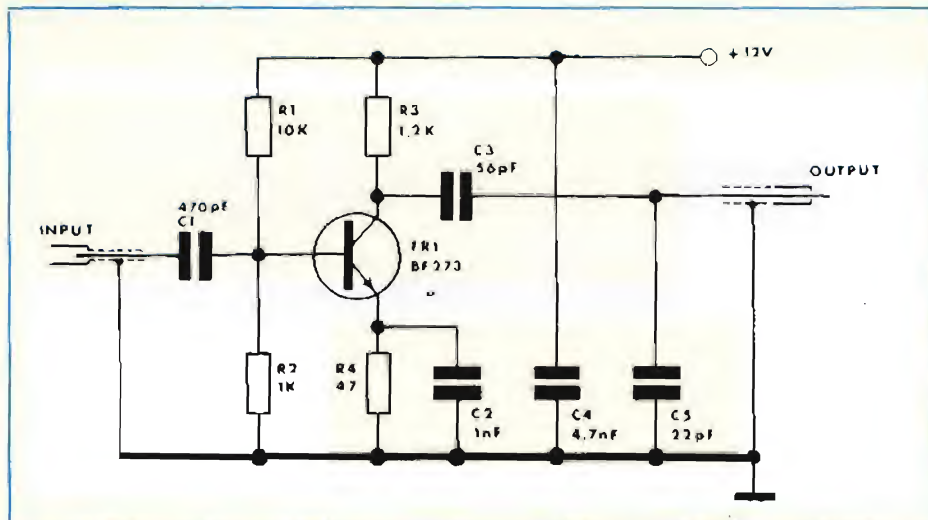 +12V
R1
10K
R3
1,2K
C3
56pF
OUTPUT
470pF
C1
INPUT
TR1
BF273
R2
1K
R4
47
C2
1nF
C4
4,7nF
C5
22pF